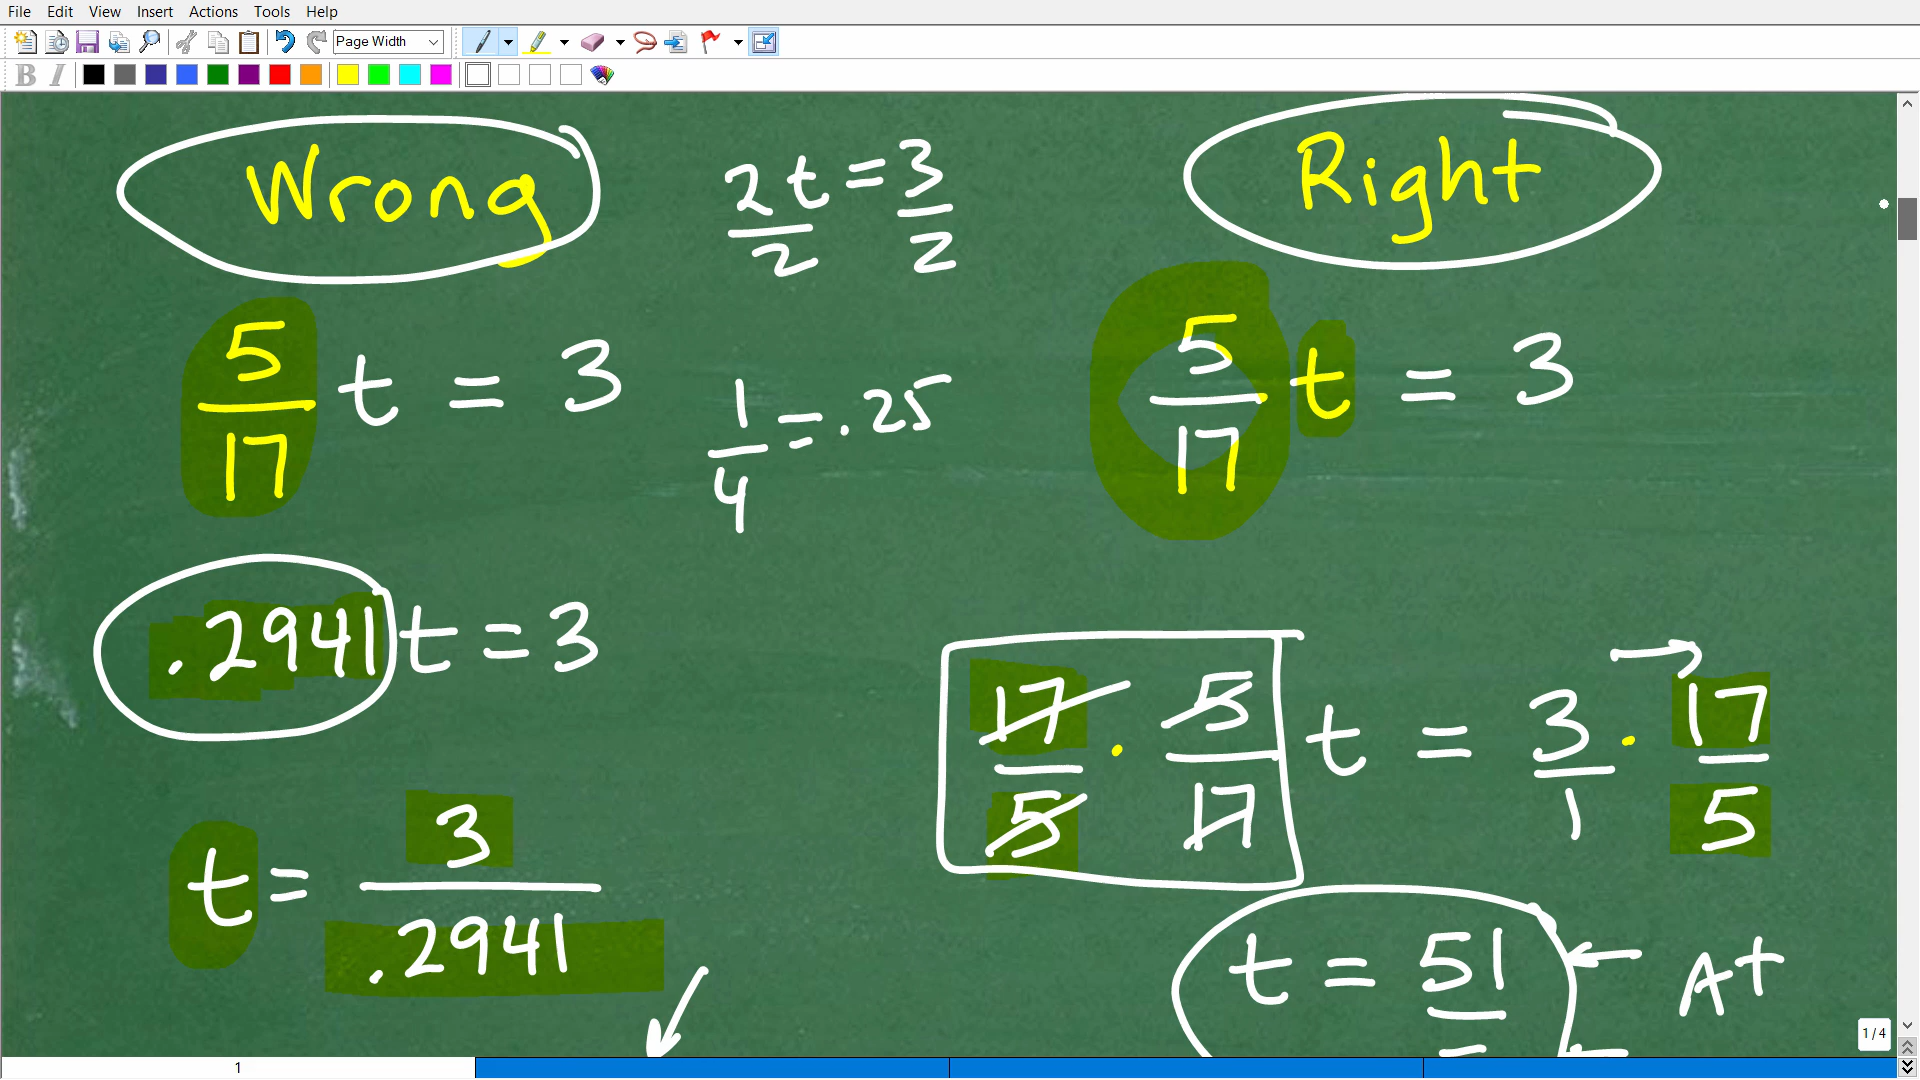 File Edit View Insert Actions Tools Help
Page Width
B I
Wrong
2t = 3
2 2
Right
5/17 t = 3
1/4 = .25
5/17 t = 3
.2941 t = 3
17/5 · 5/17 t = 3/1 · 17/5
t = 3
.2941
t = 51
A+
1 / 4
1